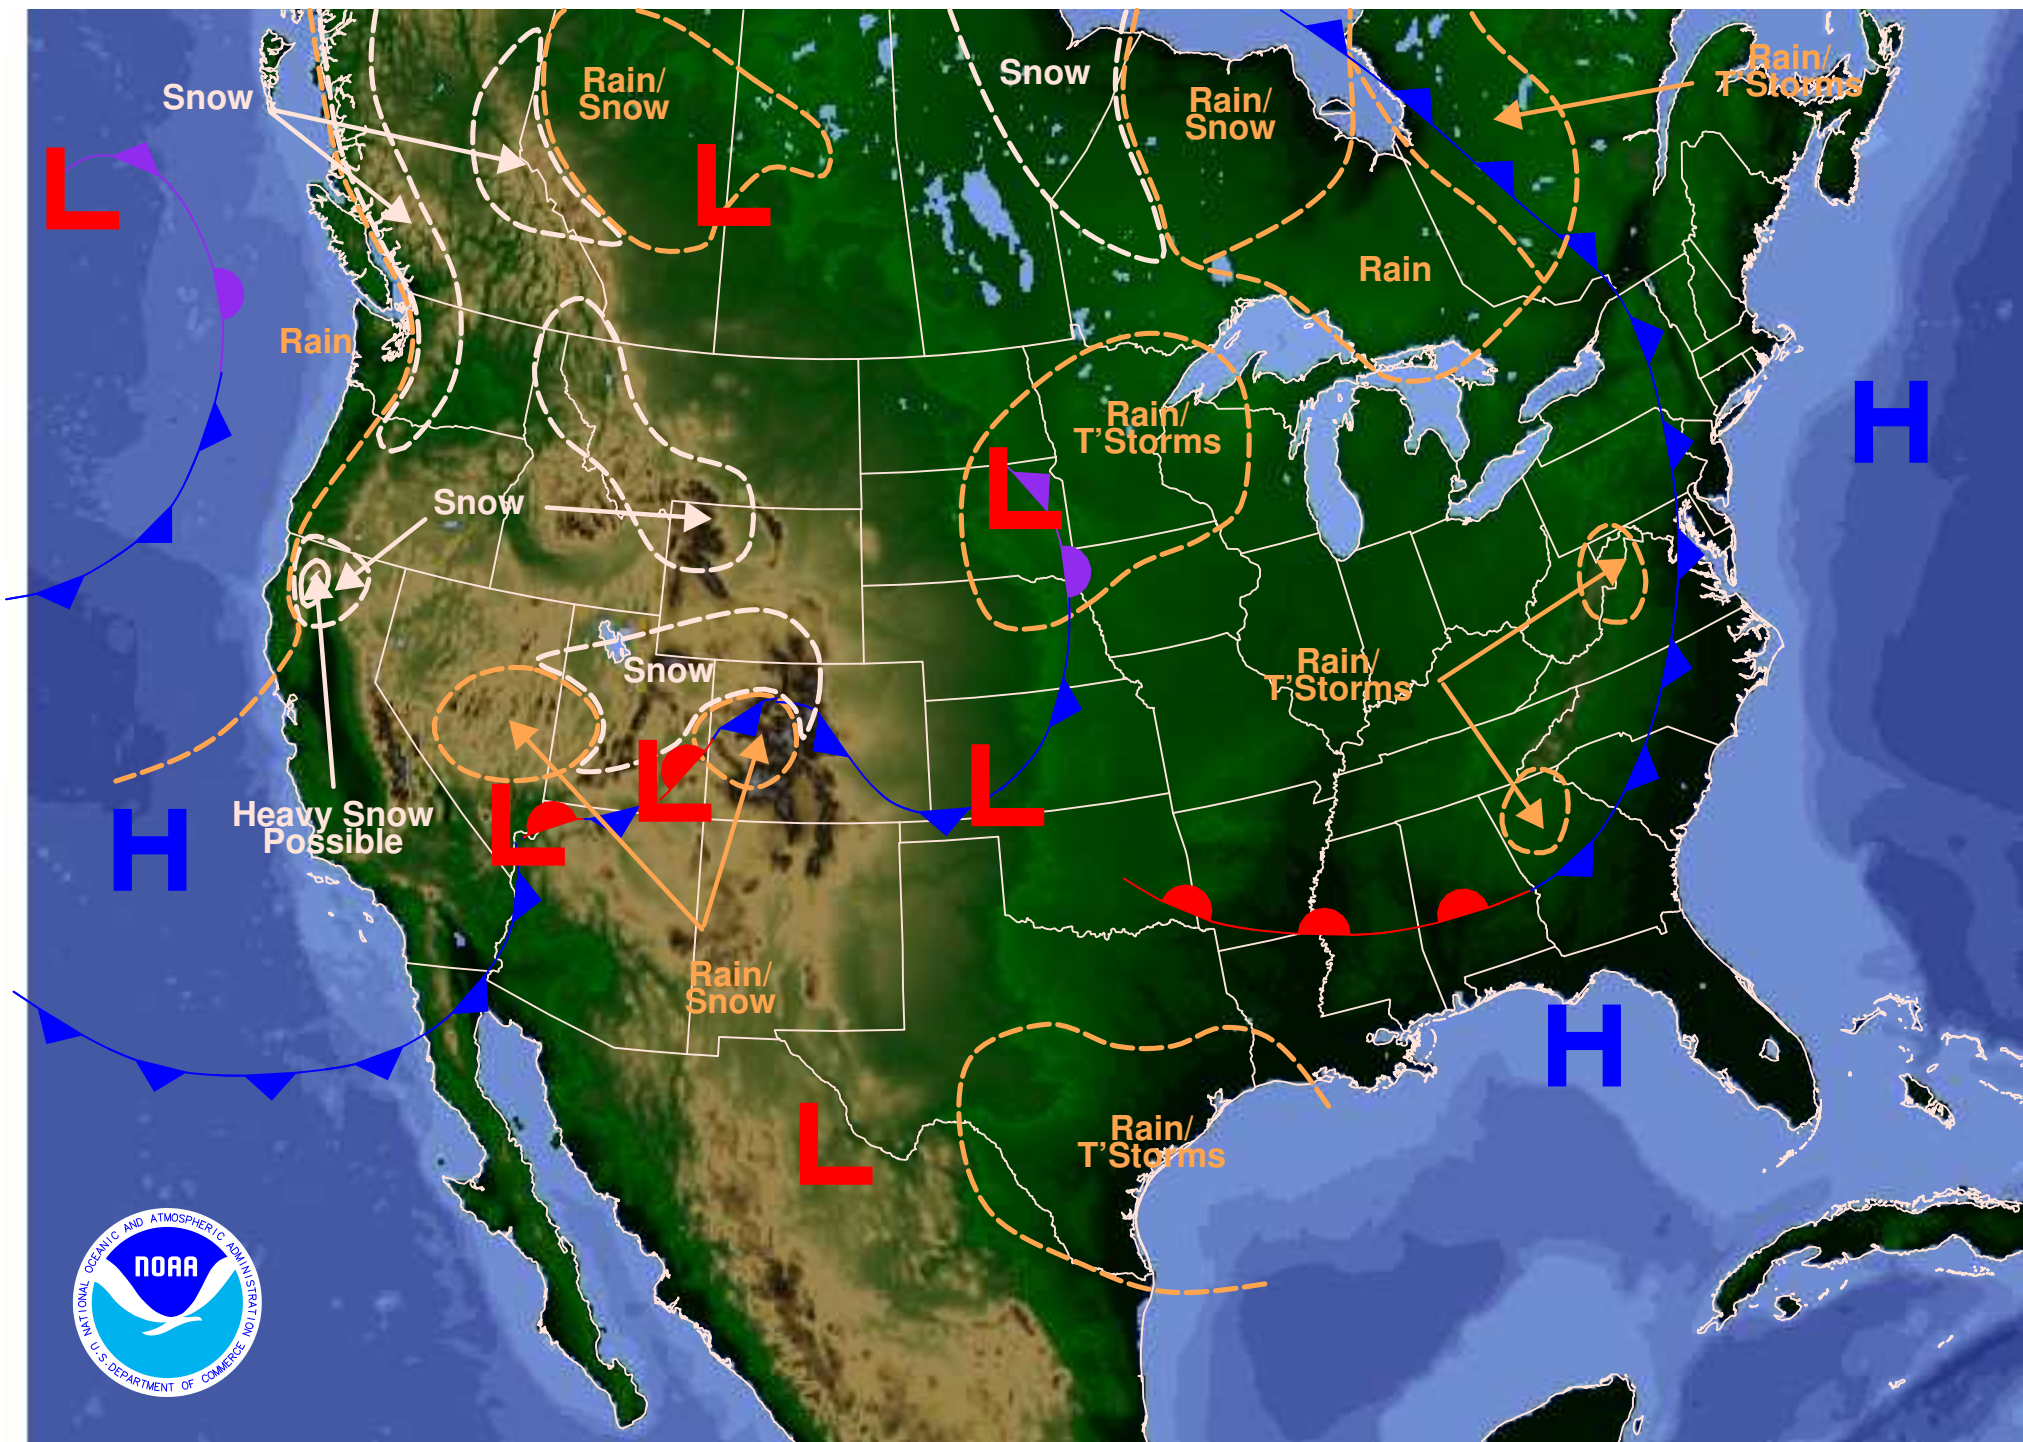 Rain/
T'Storms
Rain/
Snow
Snow
Snow
Rain/
Snow
L
L
Rain
Rain
H
Rain/
T'Storms
L
Snow
Rain/
T'Storms
Snow
L
L
L
Heavy Snow
Possible
H
Rain/
Snow
H
L
Rain/
T'Storms
NATIONAL OCEANIC AND ATMOSPHERIC ADMINISTRATION
NOAA
U.S. DEPARTMENT OF COMMERCE